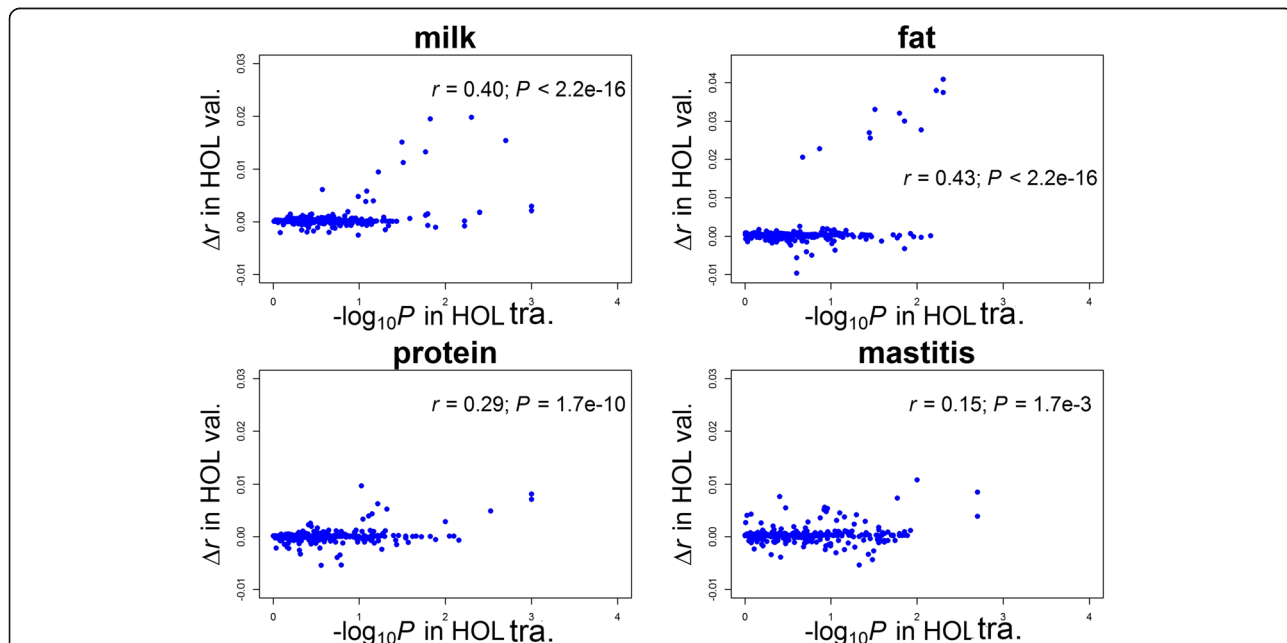 milk
0.03
0.02
0.01
0.00
-0.01
Δr in HOL val.
r = 0.40; P < 2.2e-16
0 1 2 3 4
-log10P in HOL tra.
fat
0.04
0.03
0.02
0.01
0.00
-0.01
Δr in HOL val.
r = 0.43; P < 2.2e-16
0 1 2 3 4
-log10P in HOL tra.
protein
0.03
0.02
0.01
0.00
-0.01
Δr in HOL val.
r = 0.29; P = 1.7e-10
0 1 2 3 4
-log10P in HOL tra.
mastitis
0.03
0.02
0.01
0.00
-0.01
Δr in HOL val.
r = 0.15; P = 1.7e-3
0 1 2 3 4
-log10P in HOL tra.